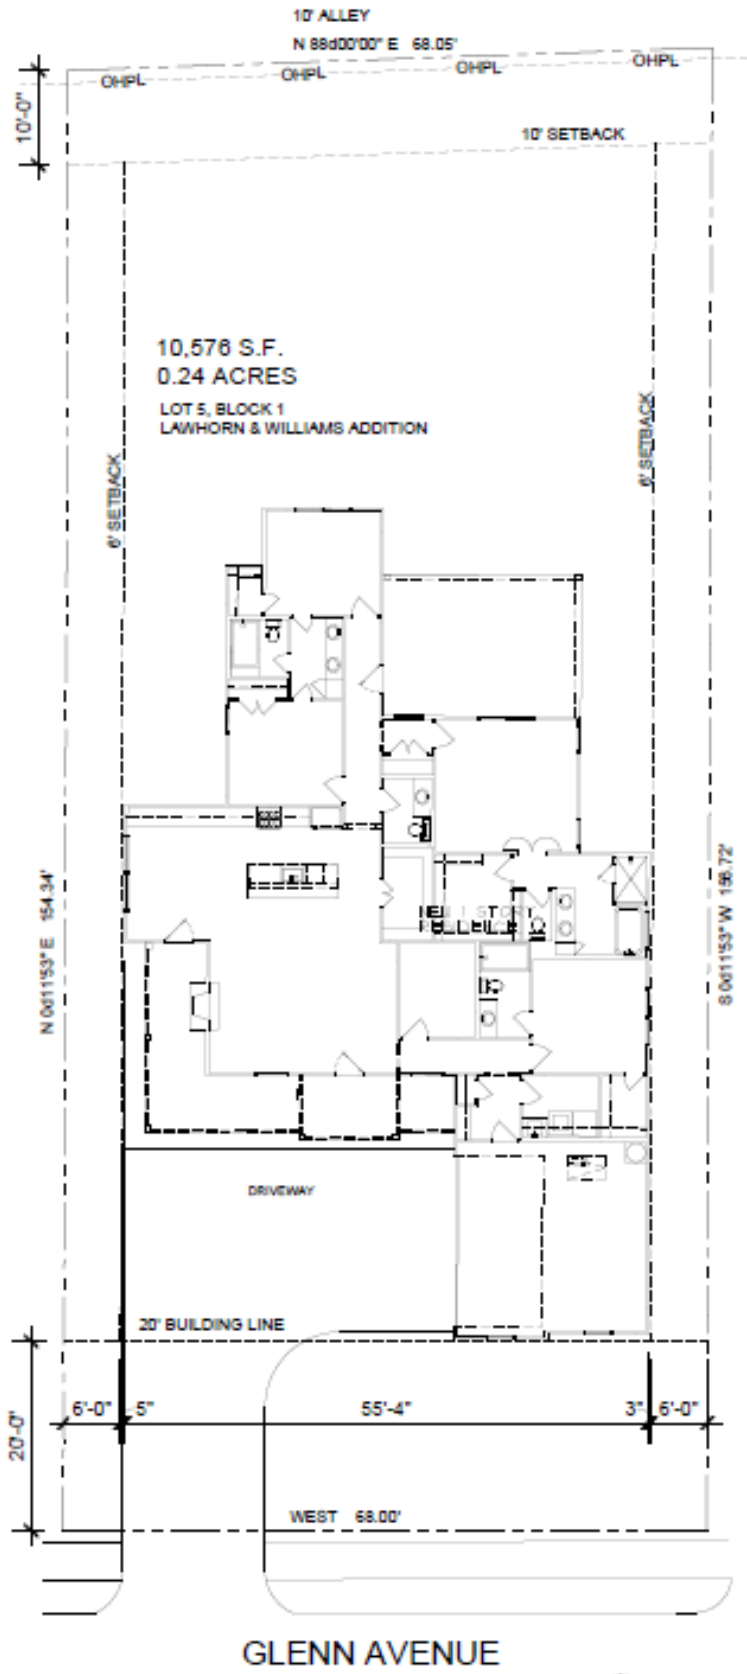 10' ALLEY
N 88d00'00" E 68.05'
OHPL
OHPL
OHPL
OHPL
10'-0"
10' SETBACK
10,576 S.F.
0.24 ACRES
LOT 5, BLOCK 1
LAWHORN & WILLIAMS ADDITION
6' SETBACK
6' SETBACK
N 0d11'53" E 154.34'
S 0d11'53" W 156.72'
DRIVEWAY
20' BUILDING LINE
6'-0"
5"
55'-4"
3"
6'-0"
20'-0"
WEST 68.00'
GLENN AVENUE